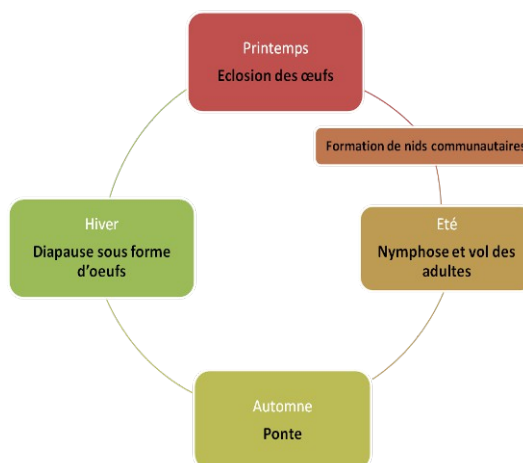 Printemps
Eclosion des œufs
Formation de nids communautaires
Eté
Nymphose et vol des
adultes
Automne
Ponte
Hiver
Diapause sous forme
d'oeufs